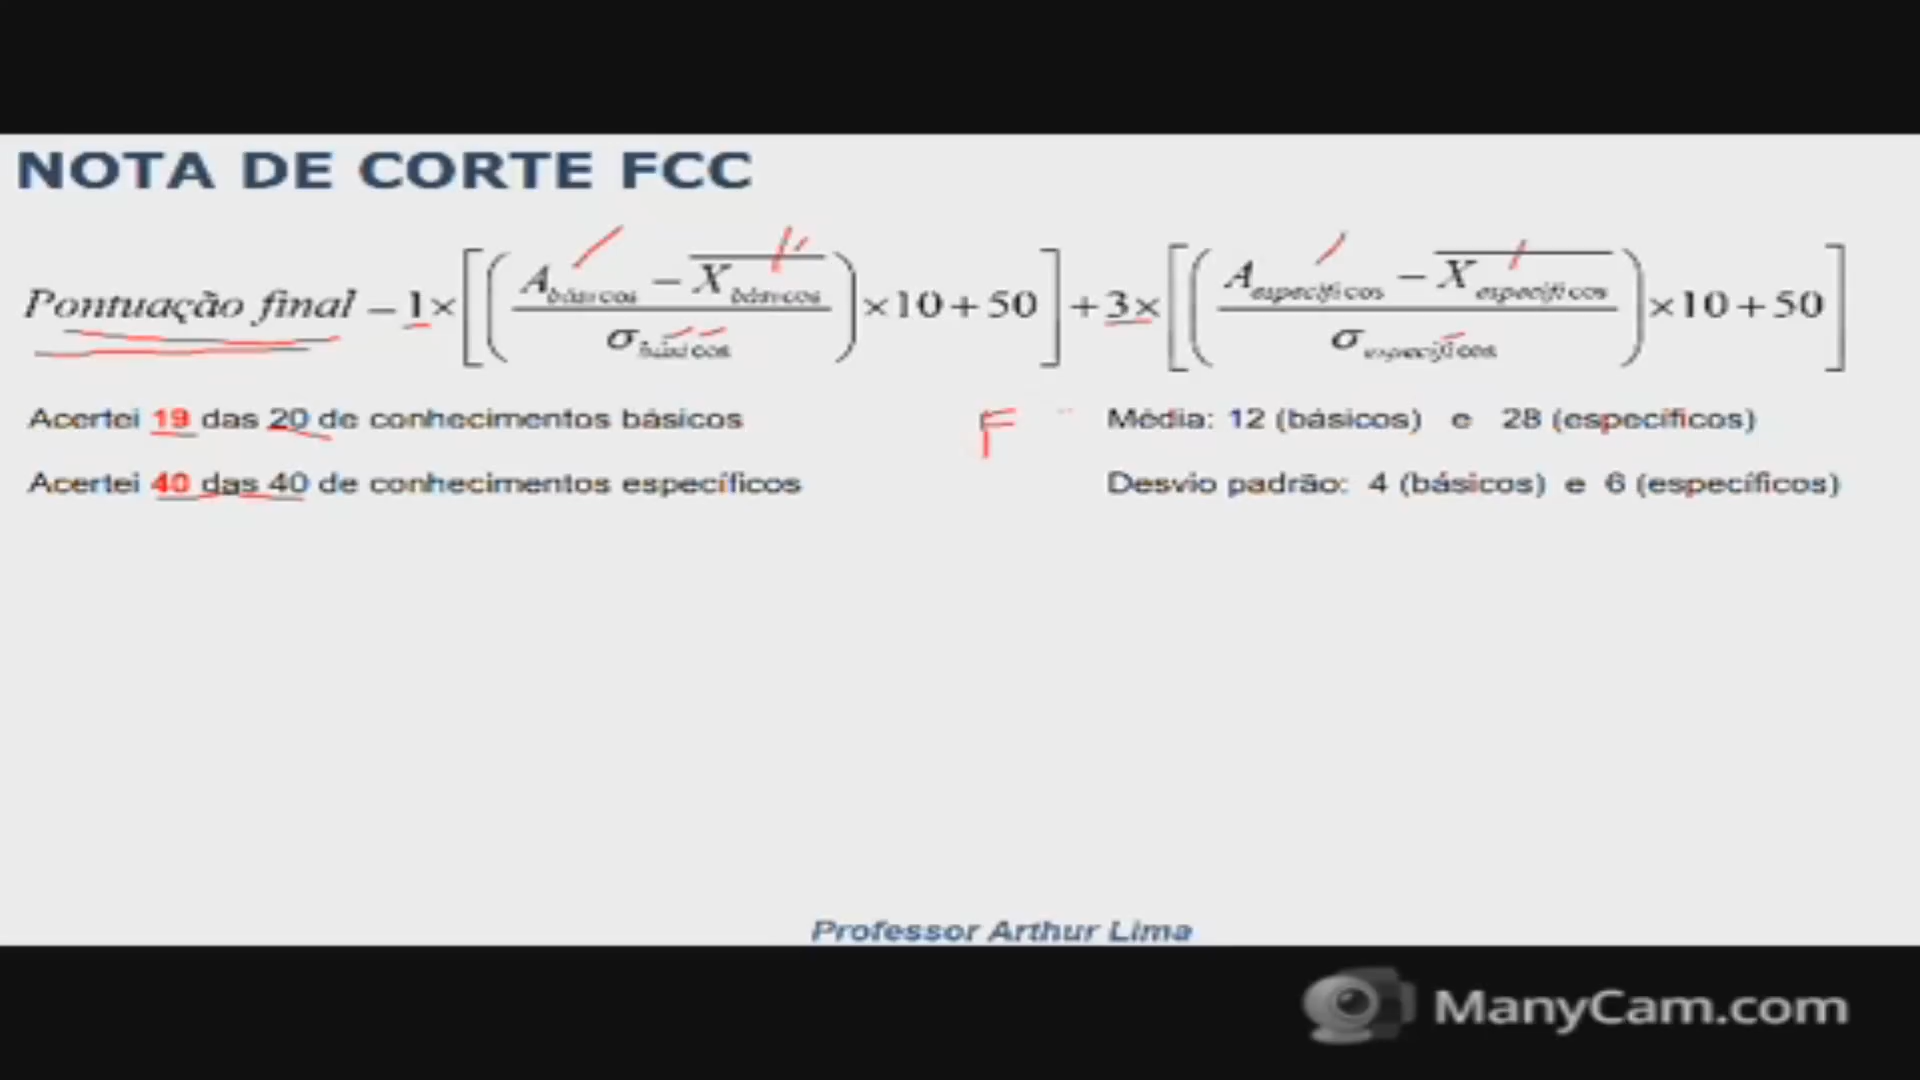 NOTA DE CORTE FCC
Pontuação final = 1×[((A básicos − X̄ básicos)/σ básicos)×10+50]+3×[((A específicos − X̄ específicos)/σ específicos)×10+50]
Acertei 19 das 20 de conhecimentos básicos
F
Média: 12 (básicos) e 28 (específicos)
Acertei 40 das 40 de conhecimentos específicos
Desvio padrão: 4 (básicos) e 6 (específicos)
Professor Arthur Lima
ManyCam.com